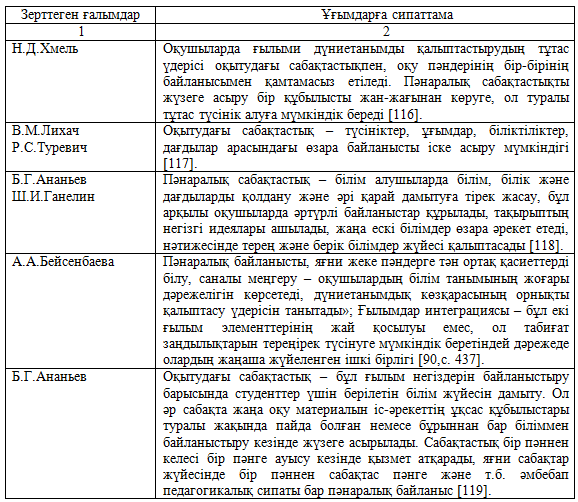 Зерттеген ғалымдар Ұғымдарға сипаттама
1 2
Н.Д.Хмель Оқушыларда ғылыми дүниетанымды қалыптастырудың тұтас
үдерісі оқытудағы сабақтастықпен, оқу пәндерінің бір-бірінің
байланысымен қамтамасыз етіледі. Пәнаралық сабақтастықты
жүзеге асыру бір құбылысты жан-жағынан көруге, ол туралы
тұтас түсінік алуға мүмкіндік береді [116].
В.М.Лихач Оқытудағы сабақтастық – түсініктер, ұғымдар, біліктіліктер,
Р.С.Туревич дағдылар арасындағы өзара байланысты іске асыру мүмкіндігі
[117].
Б.Г.Ананьев Пәнаралық сабақтастық – білім алушыларда білім, білік және
Ш.И.Ганелин дағдыларды қолдану және әрі қарай дамытуға тірек жасау, бұл
арқылы оқушыларда әртүрлі байланыстар құрылады, тақырыптың
негізгі идеялары ашылады, жаңа ескі білімдер өзара әрекет етеді,
нәтижесінде терең және берік білімдер жүйесі қалыптасады [118].
А.А.Бейсенбаева Пәнаралық байланысты, яғни жеке пәндерге тән ортақ қасиеттерді
білу, саналы меңгеру – оқушылардың білім танымының жоғары
дәрежелігін көрсетеді, дүниетанымдық көзқарасының орнықты
қалыптасу үдерісін танытады»; Ғылымдар интеграциясы – бұл екі
ғылым элементтерінің жай қосылуы емес, ол табиғат
заңдылықтарын тереңірек түсінуге мүмкіндік беретіндей дәрежеде
олардың жаңаша жүйеленген ішкі бірлігі [90,с. 437].
Б.Г.Ананьев Оқытудағы сабақтастық – бұл ғылым негіздерін байланыстыру
барысында студенттер үшін берілетін білім жүйесін дамыту. Ол
әр сабақта жаңа оқу материалын іс-әрекеттің ұқсас құбылыстары
туралы жақында пайда болған немесе бұрыннан бар біліммен
байланыстыру кезінде жүзеге асырылады. Сабақтастық бір пәннен
келесі бір пәнге ауысу кезінде қызмет атқарады, яғни сабақтар
жүйесінде бір пәннен сабақтас пәнге және т.б. әмбебап
педагогикалық сипаты бар пәнаралық байланыс [119].